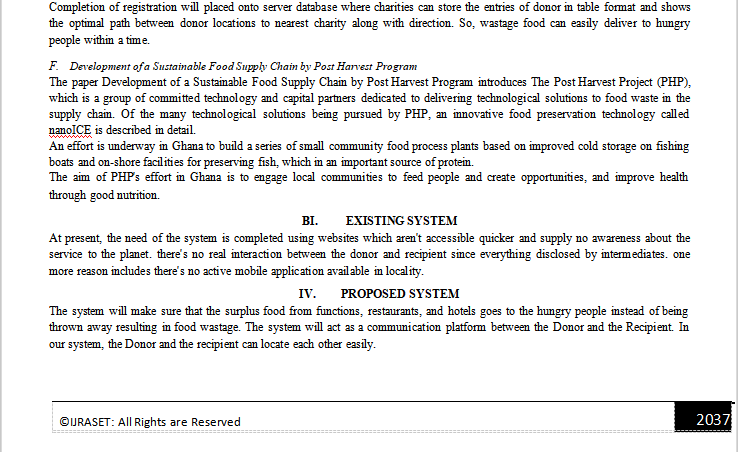 Completion of registration will placed onto server database where charities can store the entries of donor in table format and shows
the optimal path between donor locations to nearest charity along with direction. So, wastage food can easily deliver to hungry
people within a time.
F. Development of a Sustainable Food Supply Chain by Post Harvest Program
The paper Development of a Sustainable Food Supply Chain by Post Harvest Program introduces The Post Harvest Project (PHP),
which is a group of committed technology and capital partners dedicated to delivering technological solutions to food waste in the
supply chain. Of the many technological solutions being pursued by PHP, an innovative food preservation technology called
nanoICE is described in detail.
An effort is underway in Ghana to build a series of small community food process plants based on improved cold storage on fishing
boats and on-shore facilities for preserving fish, which in an important source of protein.
The aim of PHP's effort in Ghana is to engage local communities to feed people and create opportunities, and improve health
through good nutrition.
BI. EXISTING SYSTEM
At present, the need of the system is completed using websites which aren't accessible quicker and supply no awareness about the
service to the planet. there's no real interaction between the donor and recipient since everything disclosed by intermediates. one
more reason includes there's no active mobile application available in locality.
IV. PROPOSED SYSTEM
The system will make sure that the surplus food from functions, restaurants, and hotels goes to the hungry people instead of being
thrown away resulting in food wastage. The system will act as a communication platform between the Donor and the Recipient. In
our system, the Donor and the recipient can locate each other easily.
©IJRASET: All Rights are Reserved
2037